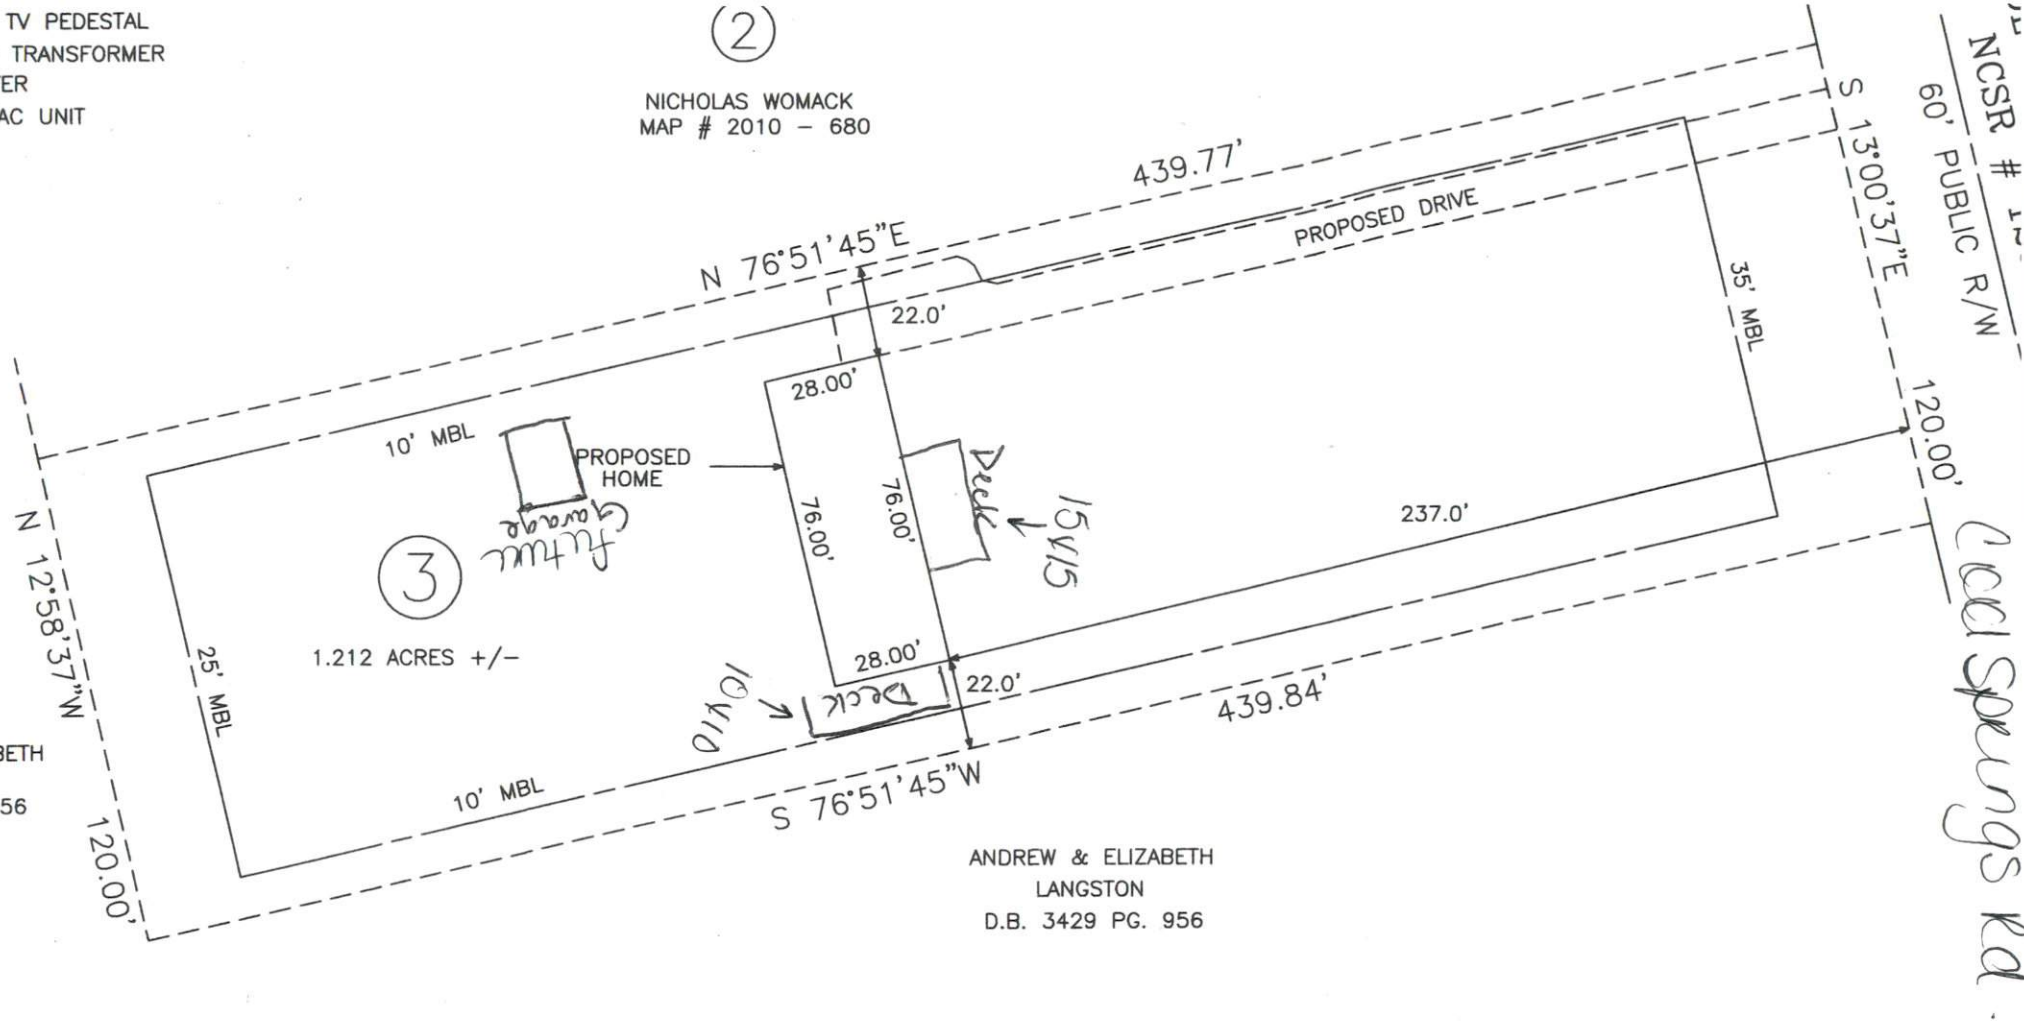 TV PEDESTAL
TRANSFORMER
AC UNIT
2
NICHOLAS WOMACK
MAP # 2010 - 680
NCSR #
60' PUBLIC R/W
439.77'
S 13°00'37"E
120.00'
PROPOSED DRIVE
N 76°51'45"E
22.0'
35' MBL
28.00'
10' MBL
PROPOSED
HOME
76.00'
76.00'
Deck
15x15
237.0'
Future
Garage
3
1.212 ACRES +/-
N 12°58'37"W
120.00'
25' MBL
28.00'
22.0'
Deck
10x10
439.84'
10' MBL
S 76°51'45"W
BETH
56
ANDREW & ELIZABETH
LANGSTON
D.B. 3429 PG. 956
Springs Rd.